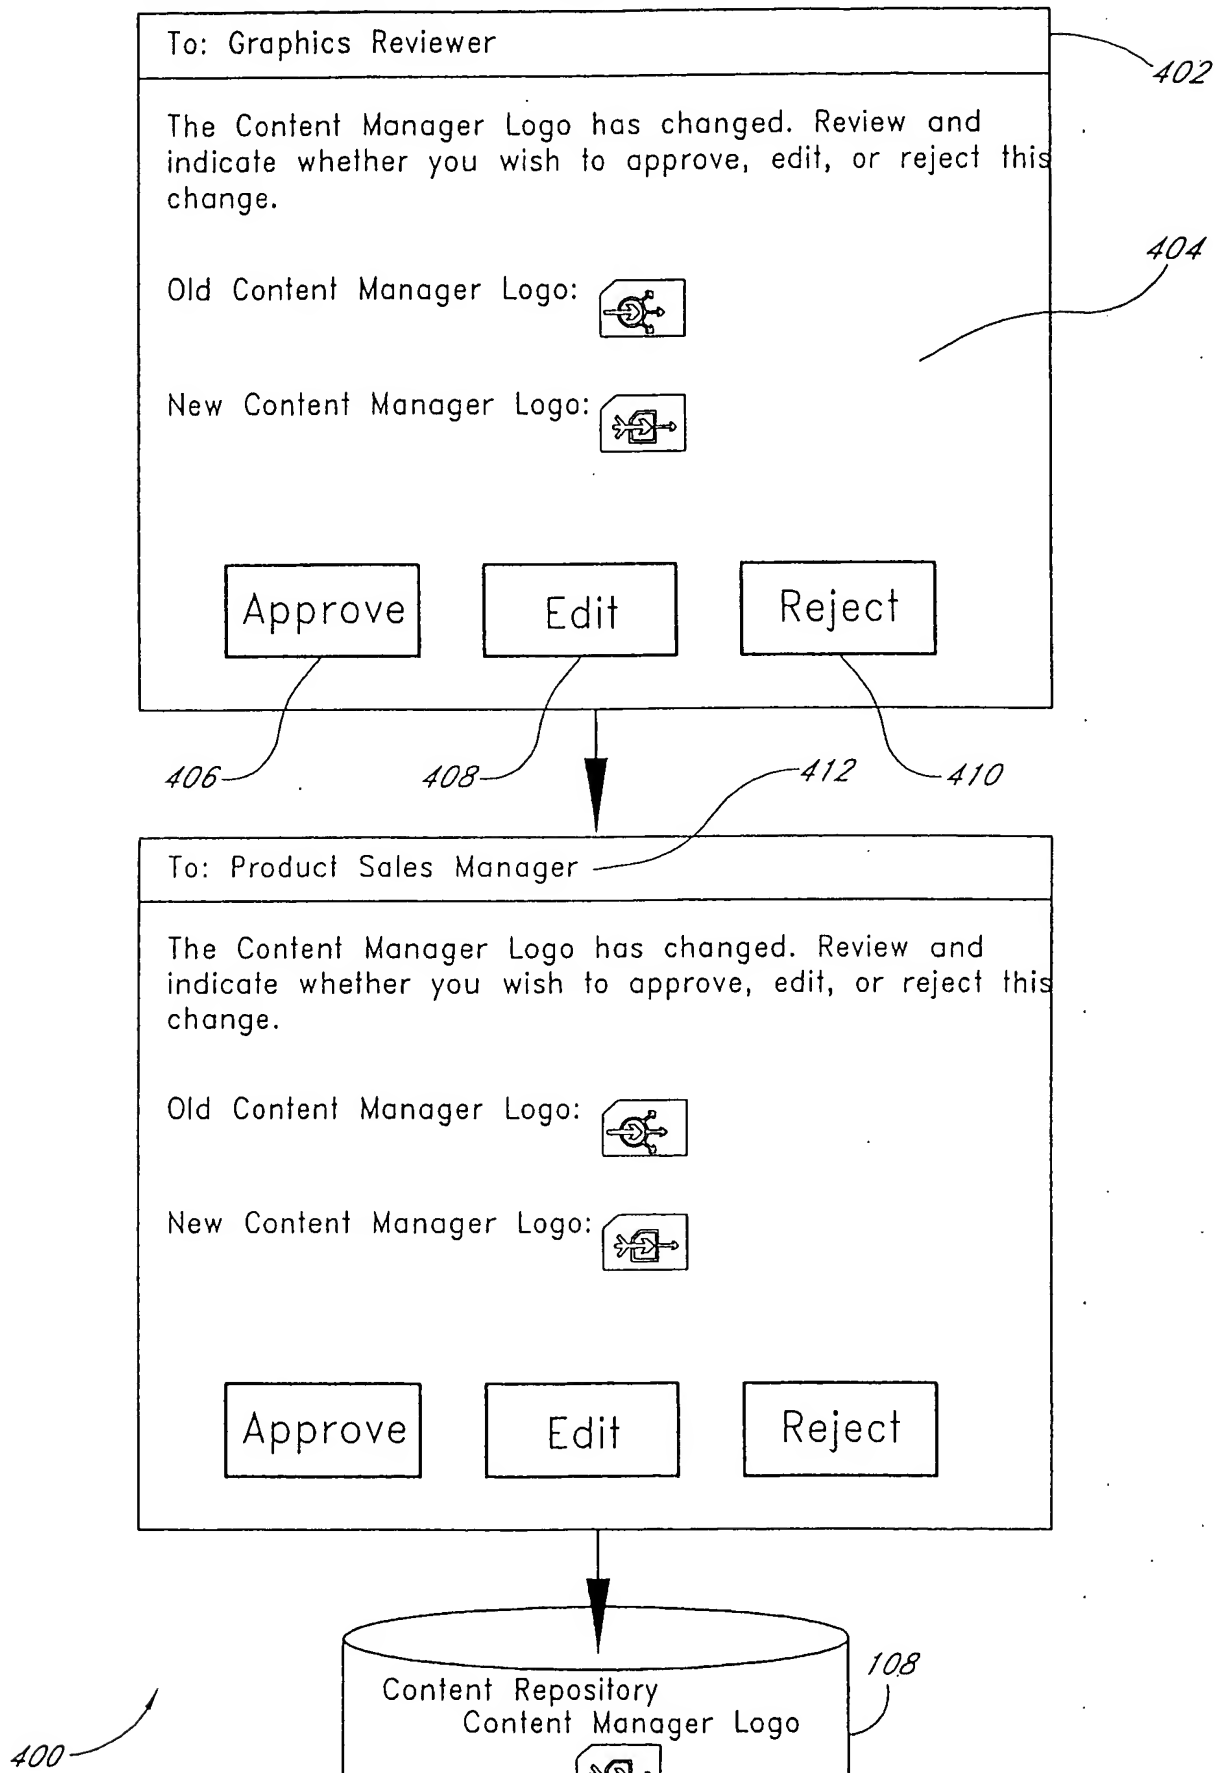 To: Graphics Reviewer
402
The Content Manager Logo has changed. Review and
indicate whether you wish to approve, edit, or reject this
change.
404
Old Content Manager Logo:
New Content Manager Logo:
Approve Edit Reject
406 408 412 410
To: Product Sales Manager
The Content Manager Logo has changed. Review and
indicate whether you wish to approve, edit, or reject this
change.
Old Content Manager Logo:
New Content Manager Logo:
Approve Edit Reject
108
Content Repository
Content Manager Logo
400